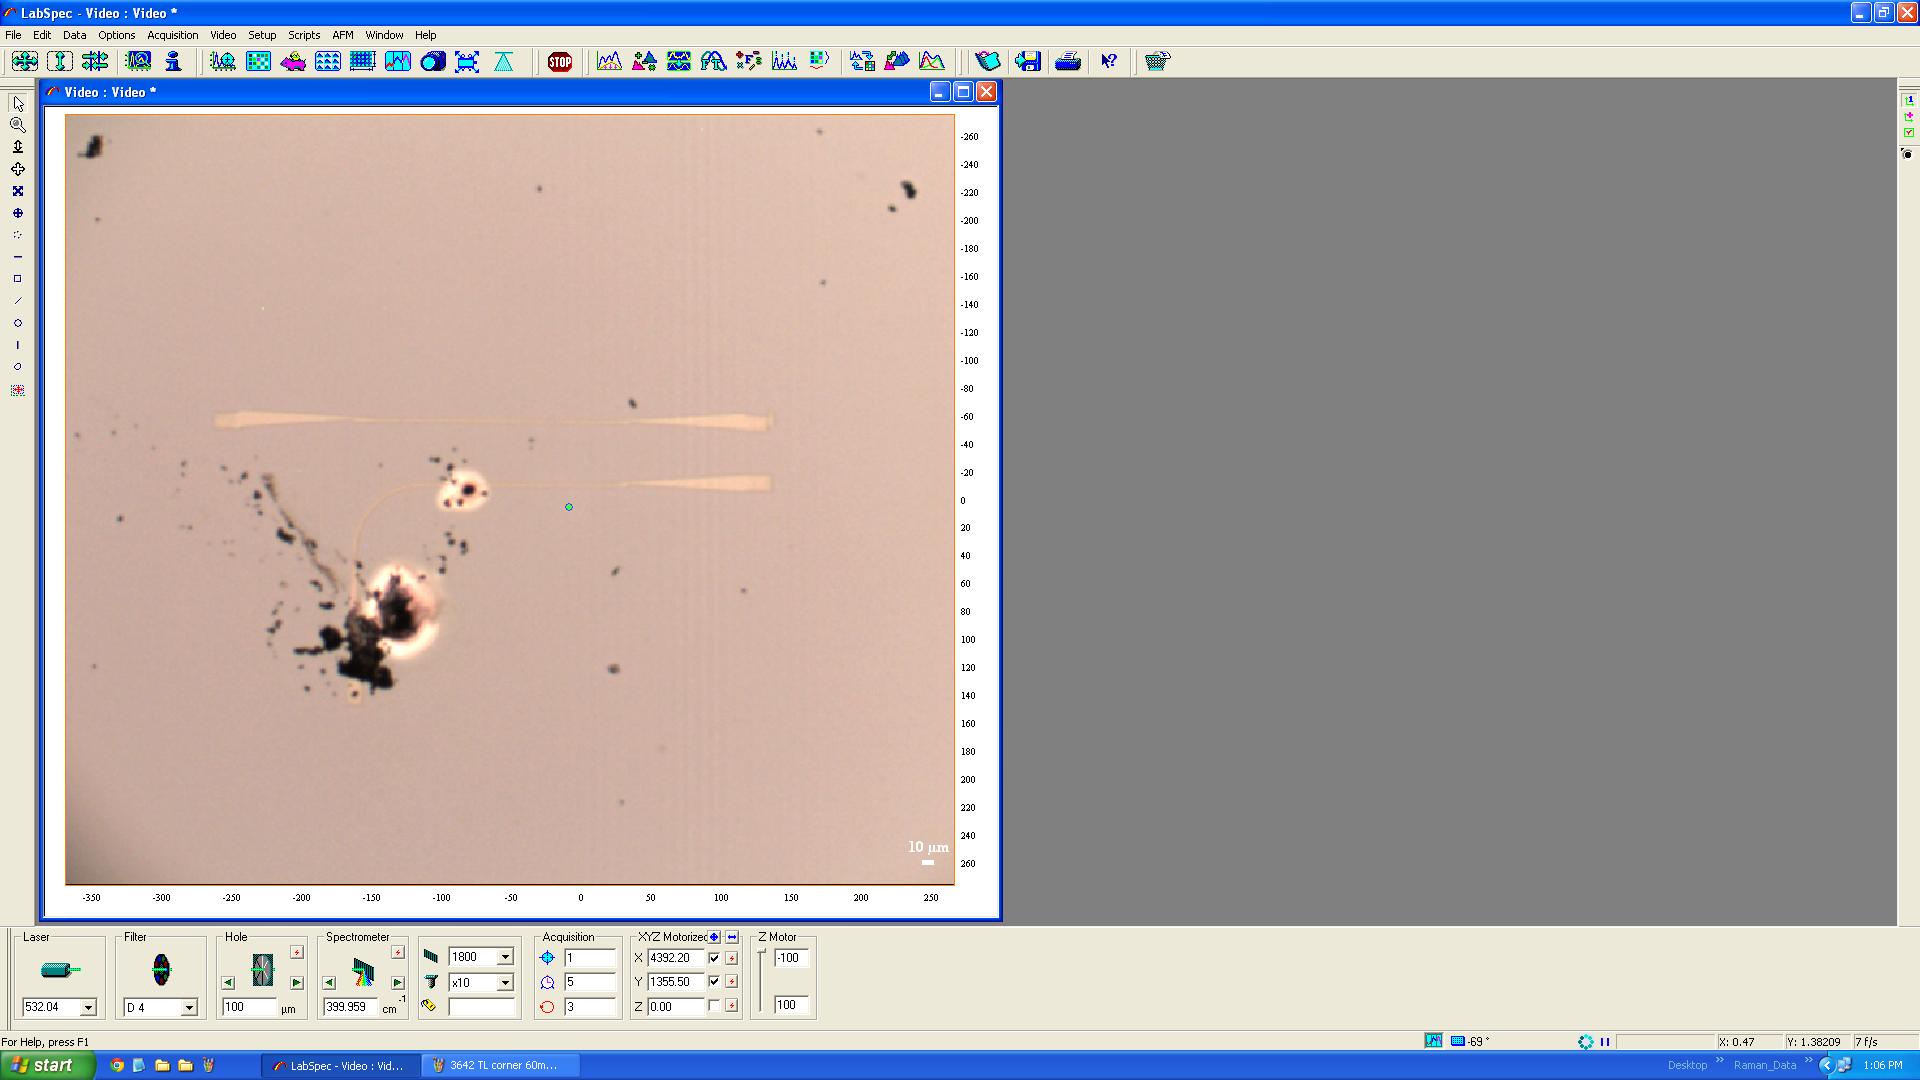 LabSpec - Video : Video *
File Edit Data Options Acquisition Video Setup Scripts AFM Window Help
STOP
Video : Video *
-260
-240
-220
-200
-180
-160
-140
-120
-100
-80
-60
-40
-20
0
20
40
60
80
100
120
140
160
180
200
220
240
260
10 µm
-350 -300 -250 -200 -150 -100 -50 0 50 100 150 200 250
Laser Filter Hole Spectrometer Acquisition XYZ Motorized Z Motor
1800 1 X 4392.20 -100
x10 5 Y 1355.50
532.04 D 4 100 µm 399.959 cm-1 3 Z 0.00 100
For Help, press F1 -69 ° X: 0.47 Y: 1.38209 7 f/s
start LabSpec - Video : Vid... 3642 TL corner 60m... Desktop » Raman_Data » 1:06 PM